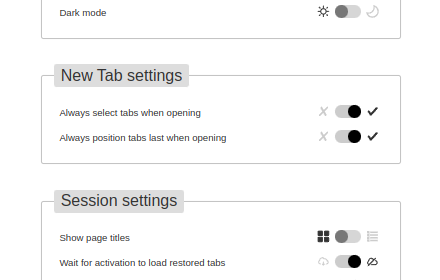 Dark mode
New Tab settings
Always select tabs when opening
Always position tabs last when opening
Session settings
Show page titles
Wait for activation to load restored tabs